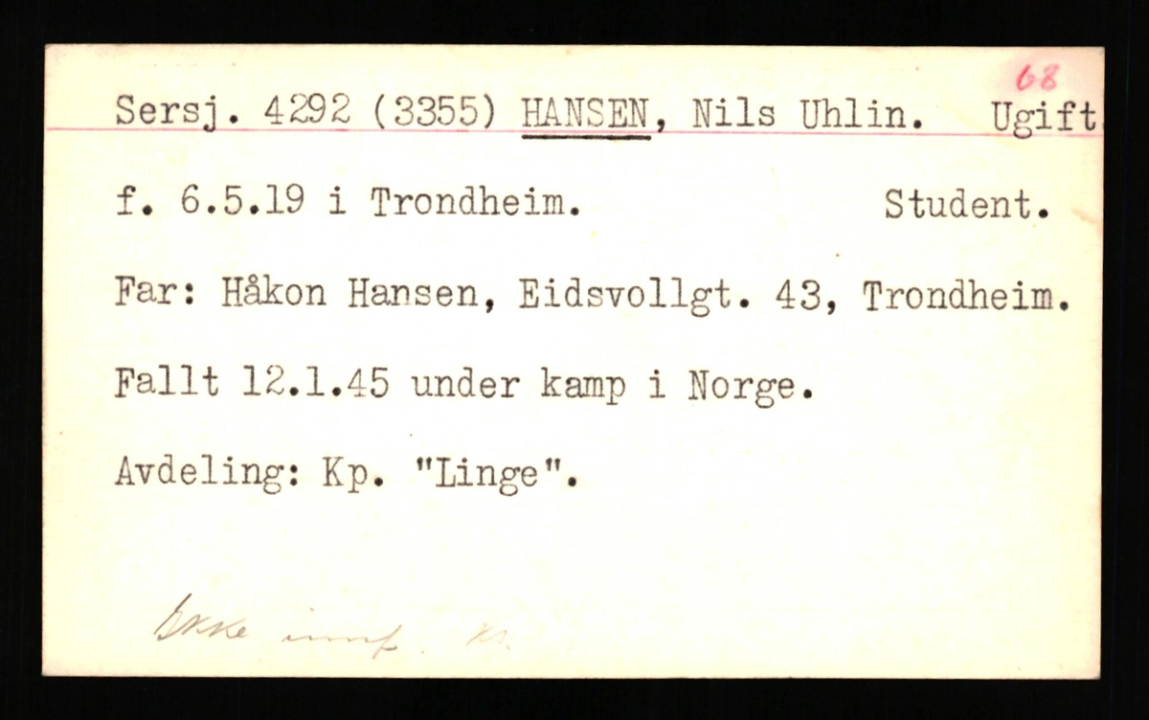 68
Sersj. 4292 (3355) HANSEN, Nils Uhlin. Ugift
f. 6.5.19 i Trondheim. Student.
Far: Håkon Hansen, Eidsvollgt. 43, Trondheim.
Fallt 12.1.45 under kamp i Norge.
Avdeling: Kp. "Linge".
Ikke